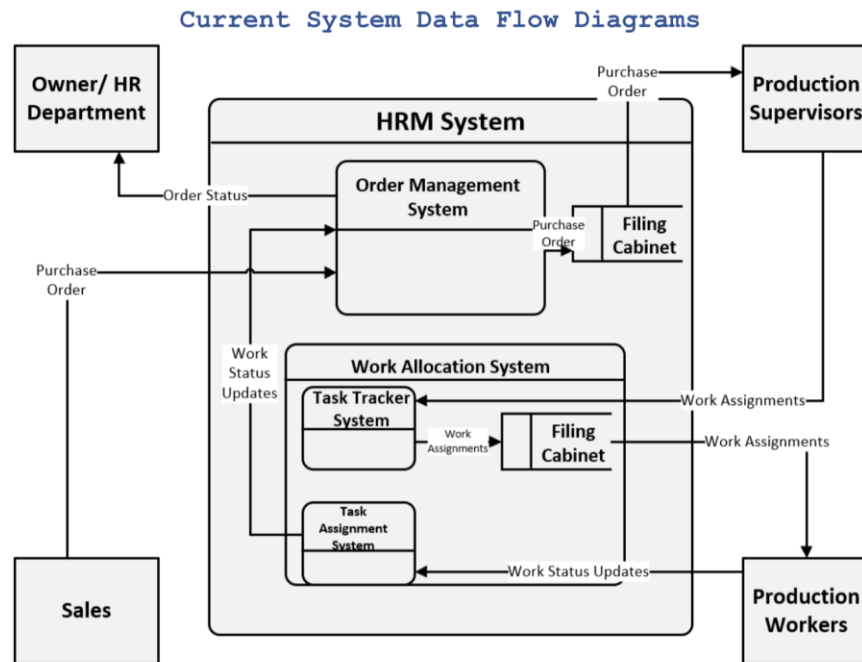 Current System Data Flow Diagrams
Owner/ HR
Department
Purchase
Order
Production
Supervisors
HRM System
Order Status
Order Management
System
Purchase
Order
Filing
Cabinet
Purchase
Order
Work
Status
Updates
Work Allocation System
Task Tracker
System
Work Assignments
Work
Assignments
Filing
Cabinet
Work Assignments
Task
Assignment
System
Work Status Updates
Sales
Production
Workers